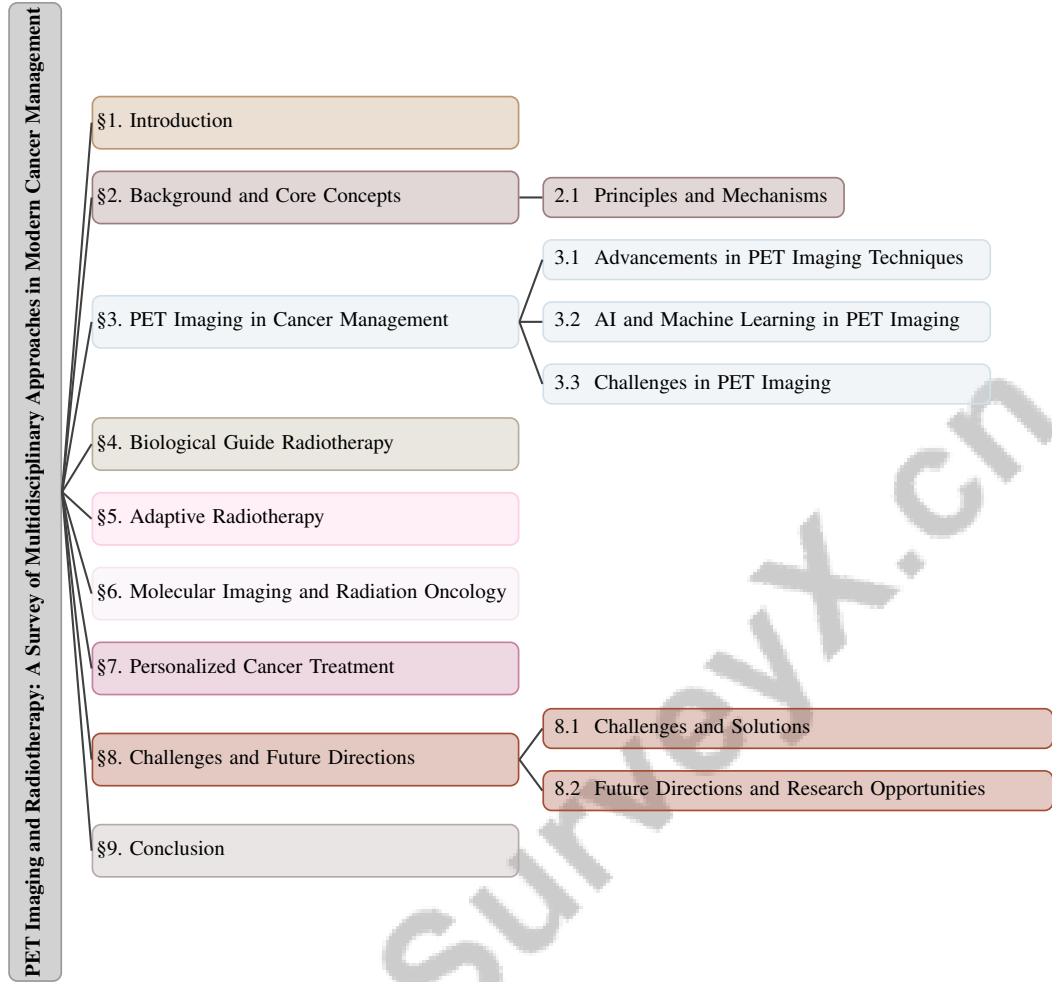 PET Imaging and Radiotherapy: A Survey of Multidisciplinary Approaches in Modern Cancer Management
§1. Introduction
§2. Background and Core Concepts
2.1 Principles and Mechanisms
§3. PET Imaging in Cancer Management
3.1 Advancements in PET Imaging Techniques
3.2 AI and Machine Learning in PET Imaging
3.3 Challenges in PET Imaging
§4. Biological Guide Radiotherapy
§5. Adaptive Radiotherapy
§6. Molecular Imaging and Radiation Oncology
§7. Personalized Cancer Treatment
§8. Challenges and Future Directions
8.1 Challenges and Solutions
8.2 Future Directions and Research Opportunities
§9. Conclusion
SurveyX.cn